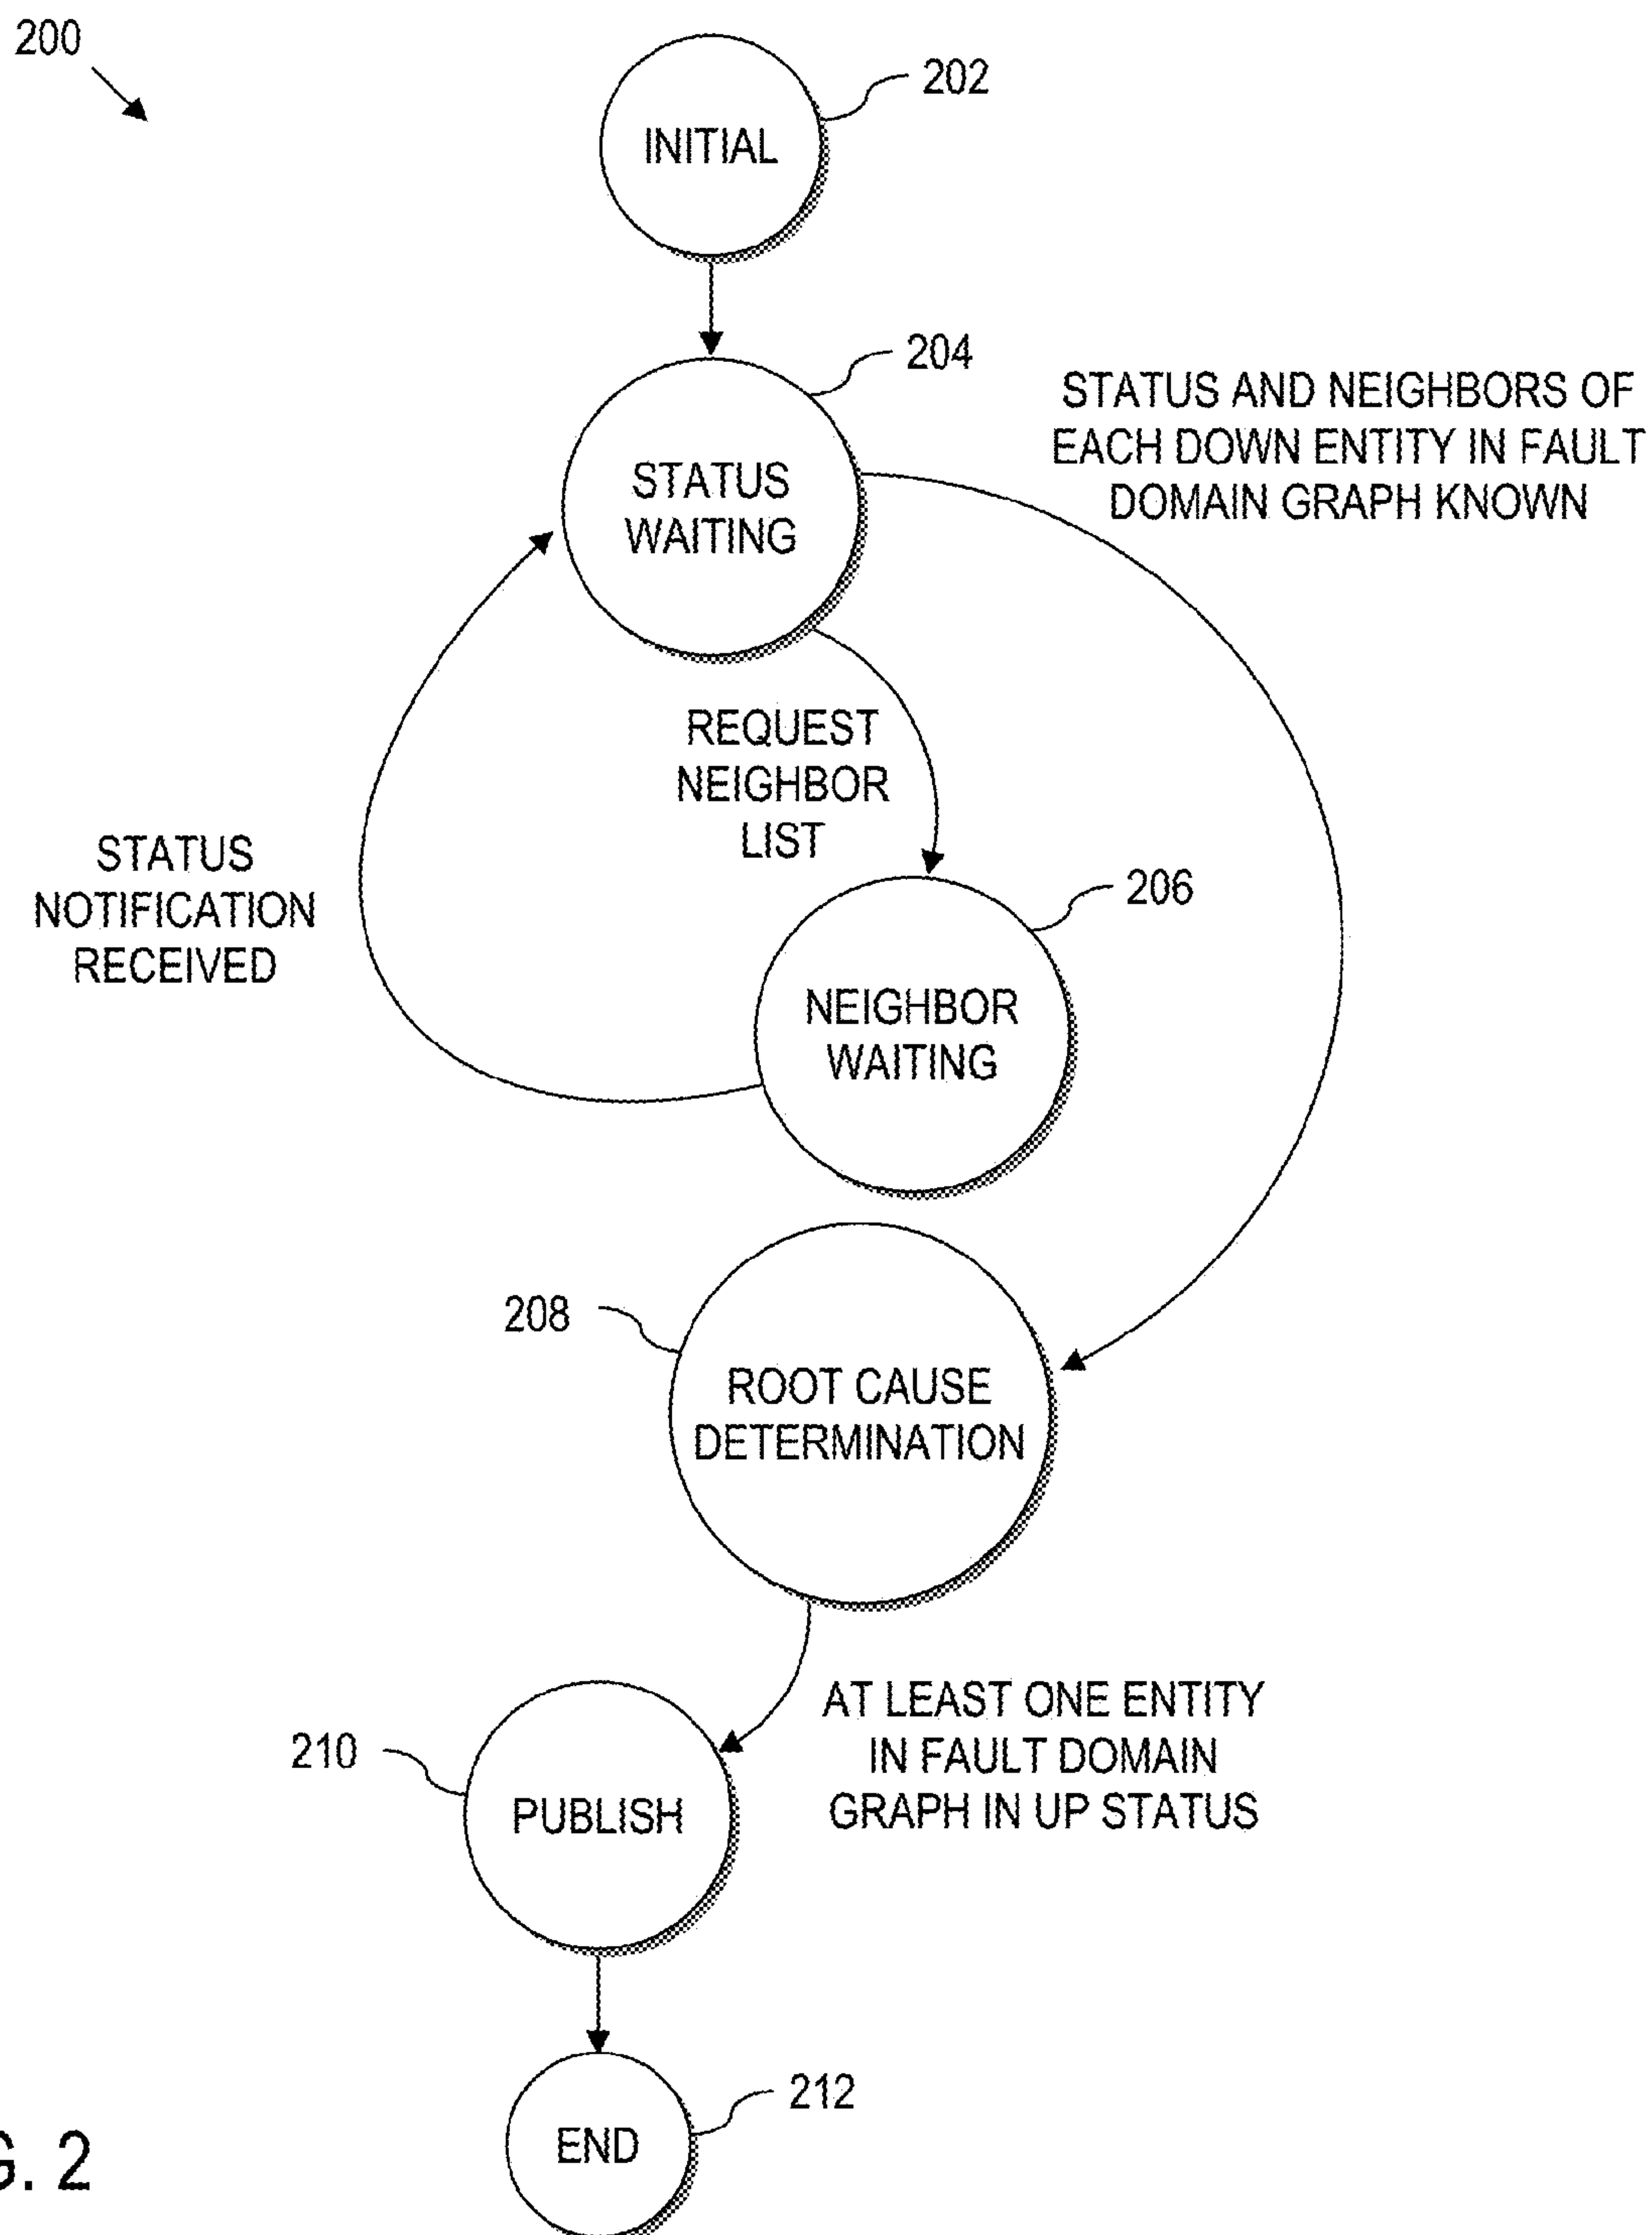 200
202
INITIAL
204
STATUS AND NEIGHBORS OF
EACH DOWN ENTITY IN FAULT
DOMAIN GRAPH KNOWN
STATUS
WAITING
REQUEST
NEIGHBOR
LIST
STATUS
NOTIFICATION
RECEIVED
206
NEIGHBOR
WAITING
208
ROOT CAUSE
DETERMINATION
AT LEAST ONE ENTITY
IN FAULT DOMAIN
GRAPH IN UP STATUS
210
PUBLISH
212
END
G. 2